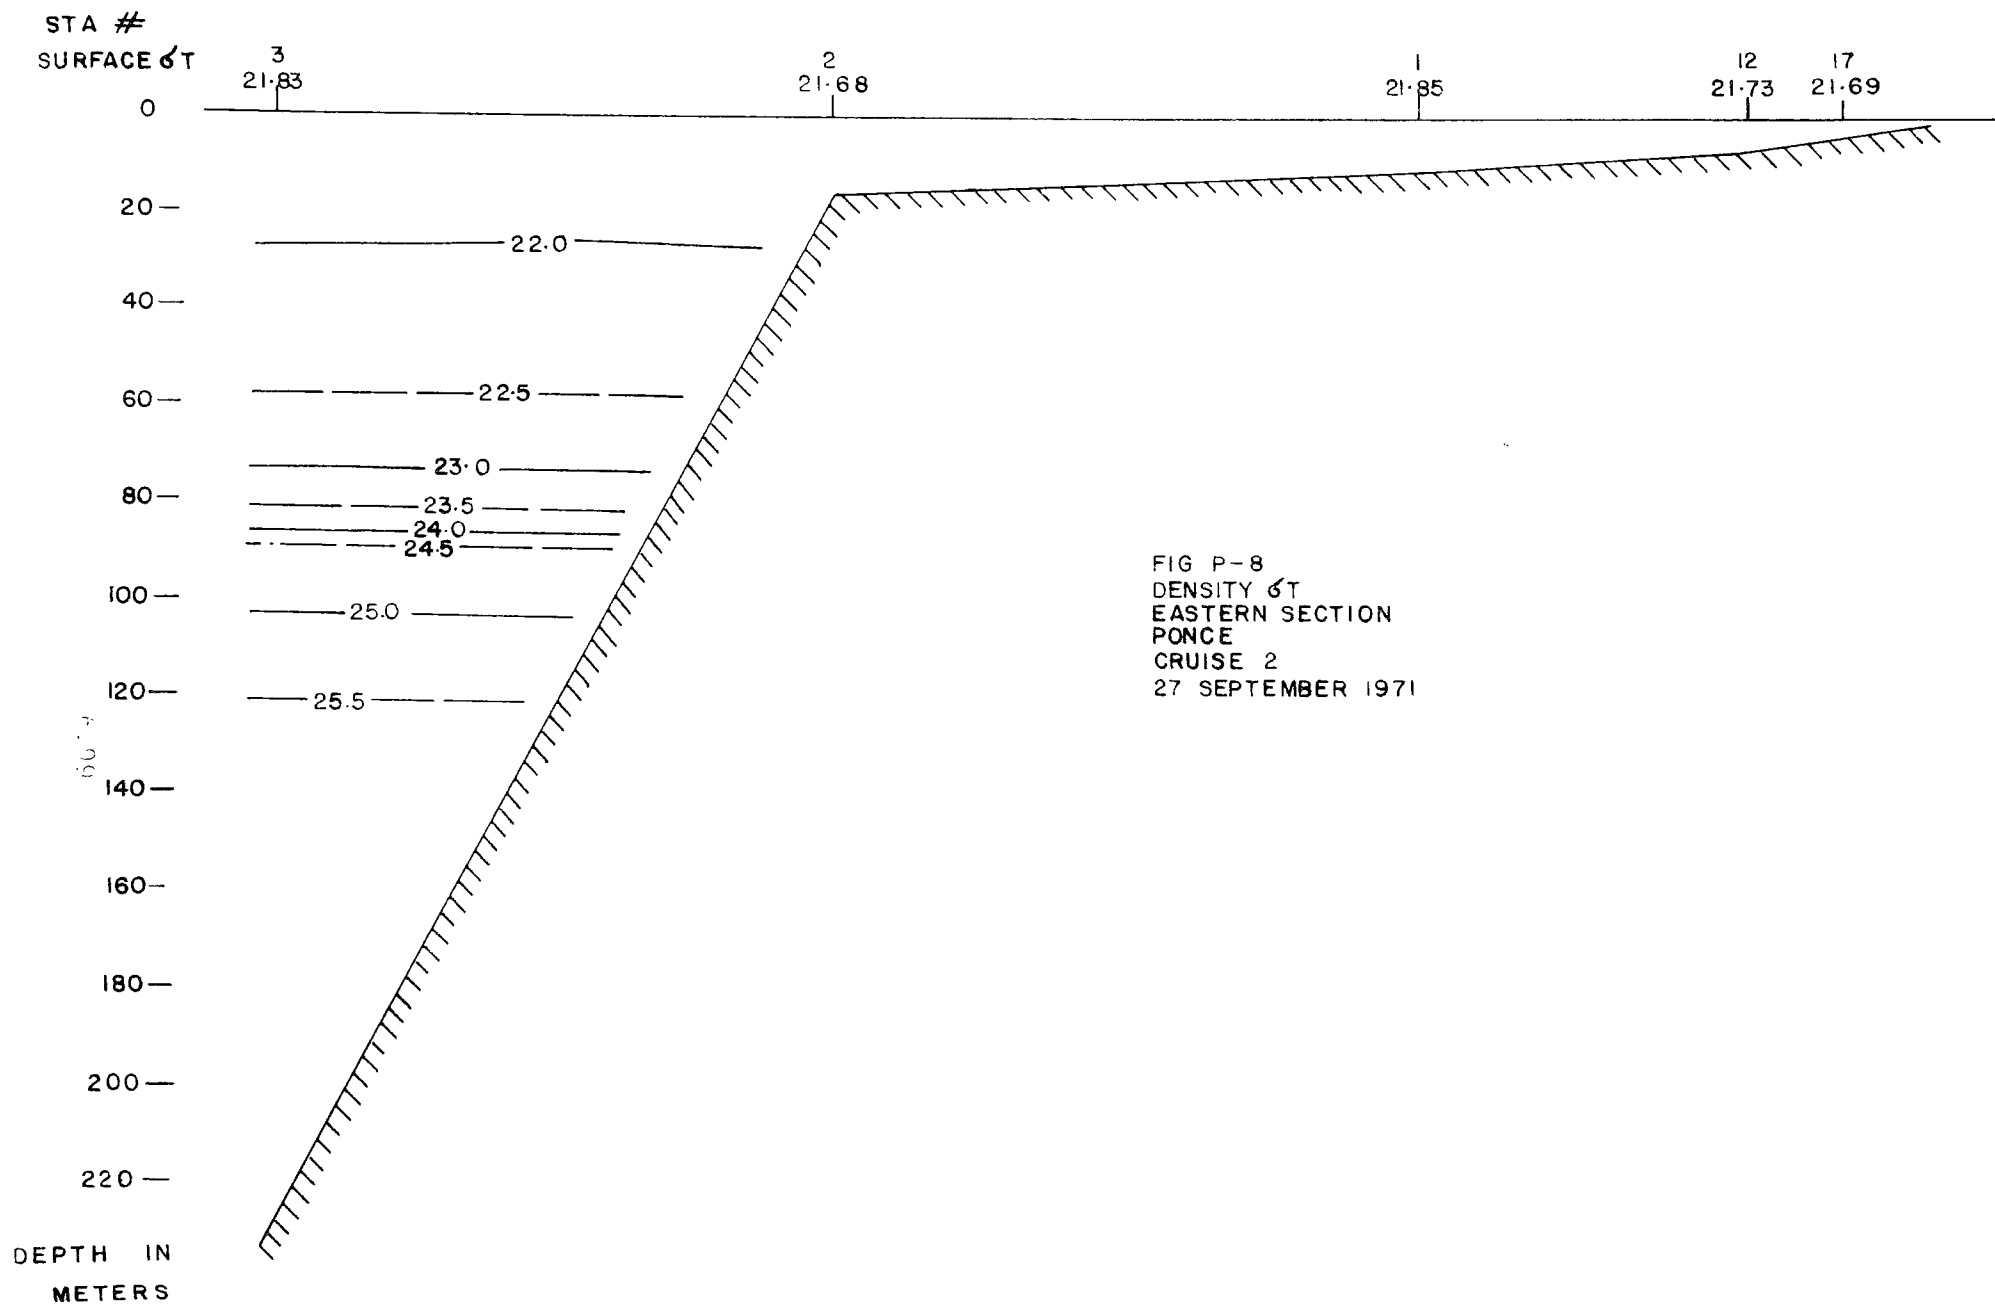 STA #
SURFACE σT
3 2 1 12 17
21.83 21.68 21.85 21.73 21.69
0
20
22.0
40
22.5
60
23.0
80
23.5
24.0
24.5
100
25.0
120
25.5
140
160
180
200
220
DEPTH IN
METERS
FIG P-8
DENSITY σT
EASTERN SECTION
PONCE
CRUISE 2
27 SEPTEMBER 1971